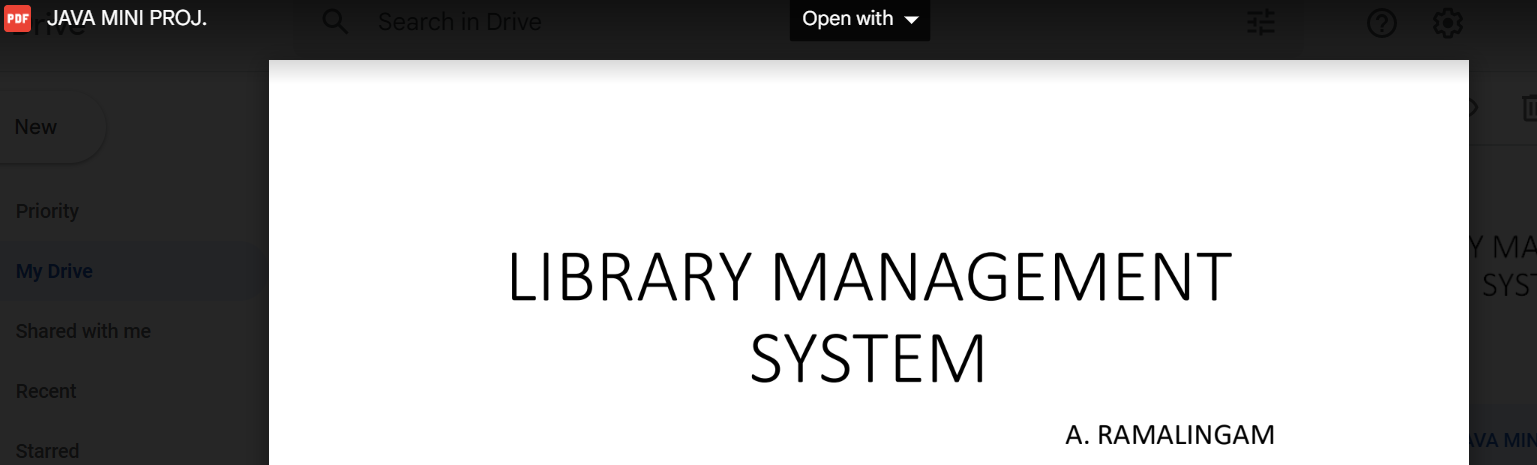 PDF JAVA MINI PROJ.
Drive
Search in Drive
Open with
New
Priority
My Drive
Shared with me
Recent
Starred
LIBRARY MANAGEMENT
SYSTEM
A. RAMALINGAM
Y MA
SYST
AVA MIN